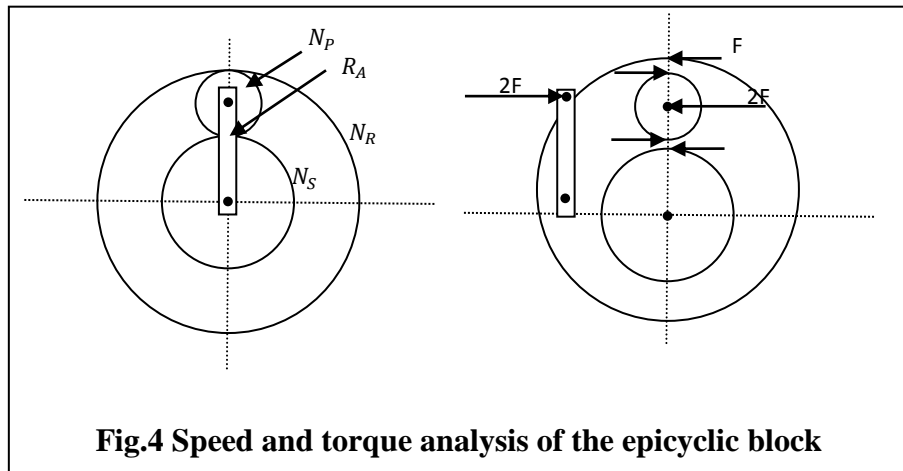 N_P
R_A
N_R
N_S
F
2F
2F
Fig.4 Speed and torque analysis of the epicyclic block